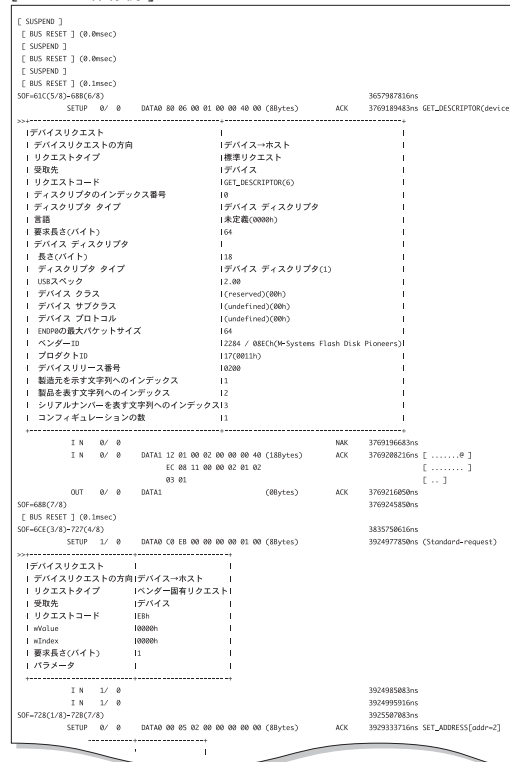 [ SUSPEND ]
[ BUS RESET ] (0.0msec)
[ SUSPEND ]
[ BUS RESET ] (0.0msec)
[ SUSPEND ]
[ BUS RESET ] (0.1msec)
SOF=61C(5/8)-68B(6/8) 3657987816ns
SETUP 0/ 0 DATA0 80 06 00 01 00 00 40 00 (8Bytes) ACK 3769189483ns GET_DESCRIPTOR(device
>>+--------------------------------------+------------------------------------+
|デバイスリクエスト | |
| デバイスリクエストの方向 |デバイス→ホスト |
| リクエストタイプ |標準リクエスト |
| 受取先 |デバイス |
| リクエストコード |GET_DESCRIPTOR(6) |
| ディスクリプタのインデックス番号 |0 |
| ディスクリプタ タイプ |デバイス ディスクリプタ |
| 言語 |未定義(0000h) |
| 要求長さ(バイト) |64 |
| デバイス ディスクリプタ | |
| 長さ(バイト) |18 |
| ディスクリプタ タイプ |デバイス ディスクリプタ(1) |
| USBスペック |2.00 |
| デバイス クラス |(reserved)(00h) |
| デバイス サブクラス |(undefined)(00h) |
| デバイス プロトコル |(undefined)(00h) |
| ENDP0の最大パケットサイズ |64 |
| ベンダーID |2284 / 08ECh(M-Systems Flash Disk Pioneers)|
| プロダクトID |17(0011h) |
| デバイスリリース番号 |0200 |
| 製造元を示す文字列へのインデックス |1 |
| 製品を表す文字列へのインデックス |2 |
| シリアルナンバーを表す文字列へのインデックス|3 |
| コンフィギュレーションの数 |1 |
+--------------------------------------+------------------------------------+
I N 0/ 0 NAK 3769196683ns
I N 0/ 0 DATA1 12 01 00 02 00 00 00 40 (18Bytes) ACK 3769208216ns [ .......@ ]
EC 08 11 00 00 02 01 02 [ ........ ]
03 01 [ .. ]
OUT 0/ 0 DATA1 (0Bytes) ACK 3769216050ns
SOF=68B(7/8) 3769245850ns
[ BUS RESET ] (0.1msec)
SOF=6CE(3/8)-727(4/8) 3835750616ns
SETUP 1/ 0 DATA0 C0 EB 00 00 00 00 01 00 (8Bytes) 3924977850ns (Standard-request)
>>+--------------------+--------------------+
|デバイスリクエスト | |
| デバイスリクエストの方向|デバイス→ホスト |
| リクエストタイプ |ベンダー固有リクエスト|
| 受取先 |デバイス |
| リクエストコード |EBh |
| wValue |0000h |
| wIndex |0000h |
| 要求長さ(バイト) |1 |
| パラメータ | |
+--------------------+--------------------+
I N 1/ 0 3924985083ns
I N 1/ 0 3924995916ns
SOF=728(1/8)-72B(7/8) 3925507083ns
SETUP 0/ 0 DATA0 00 05 02 00 00 00 00 00 (8Bytes) ACK 3929333716ns SET_ADDRESS[addr=2]